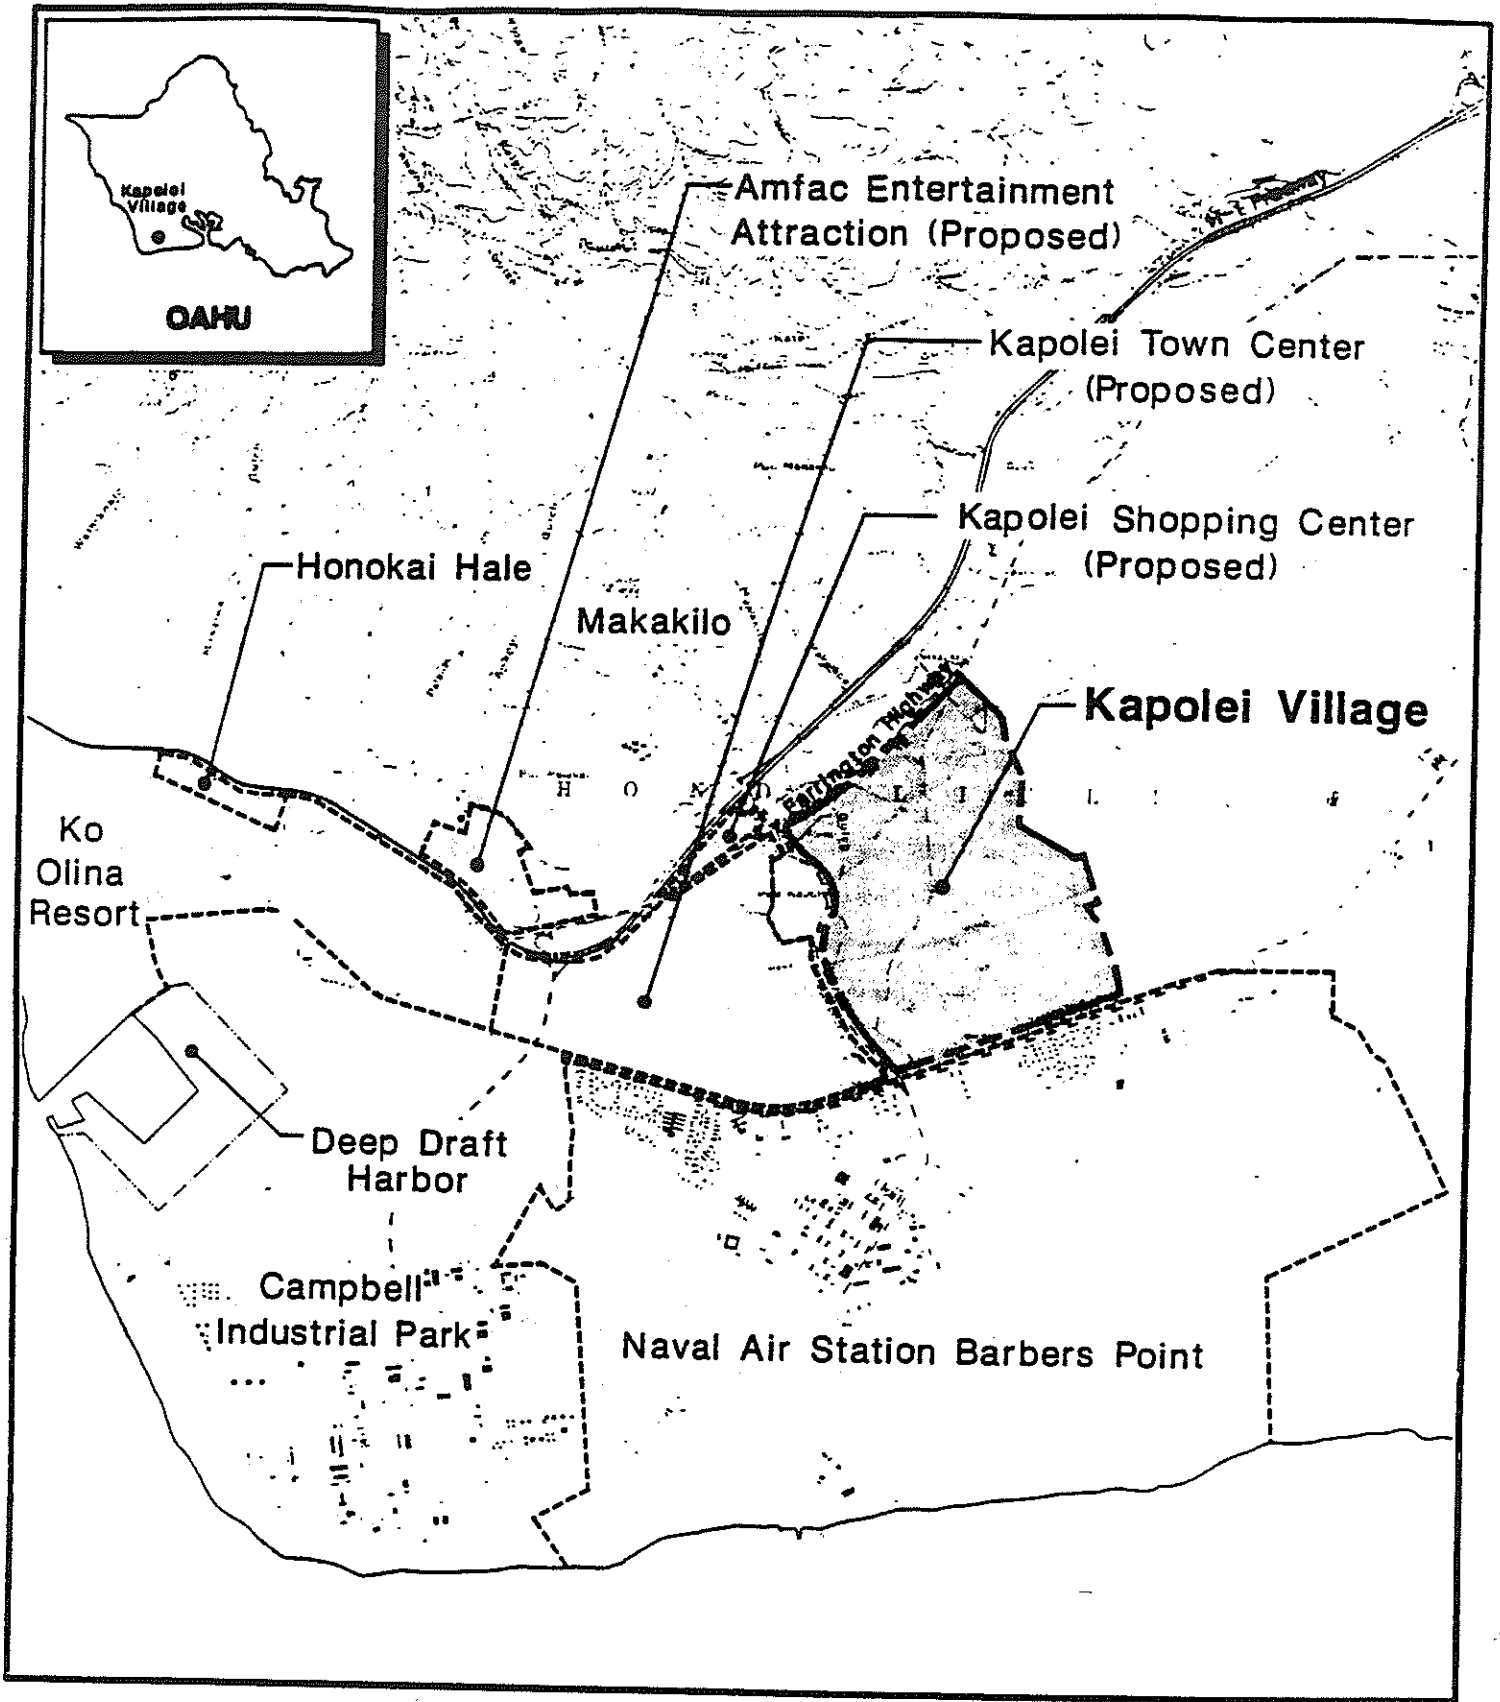 Kapolei
Village
OAHU
Amfac Entertainment
Attraction (Proposed)
Kapolei Town Center
(Proposed)
Kapolei Shopping Center
(Proposed)
Honokai Hale
Makakilo
Farrington Highway
Kapolei Village
H O N O
Ko
Olina
Resort
Deep Draft
Harbor
Campbell
Industrial Park
Naval Air Station Barbers Point